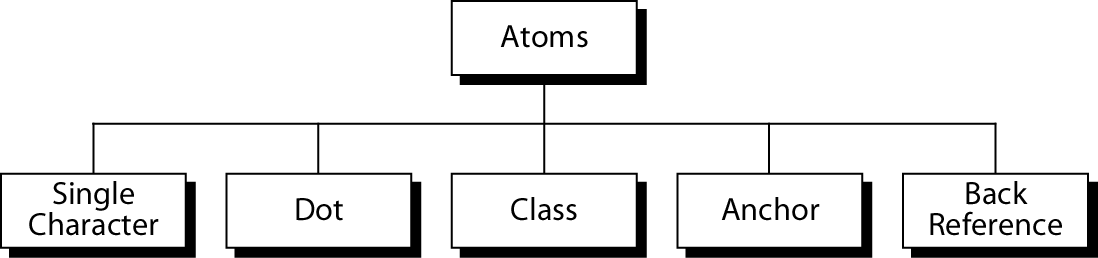 Atoms
Single
Character
Dot
Class
Anchor
Back
Reference